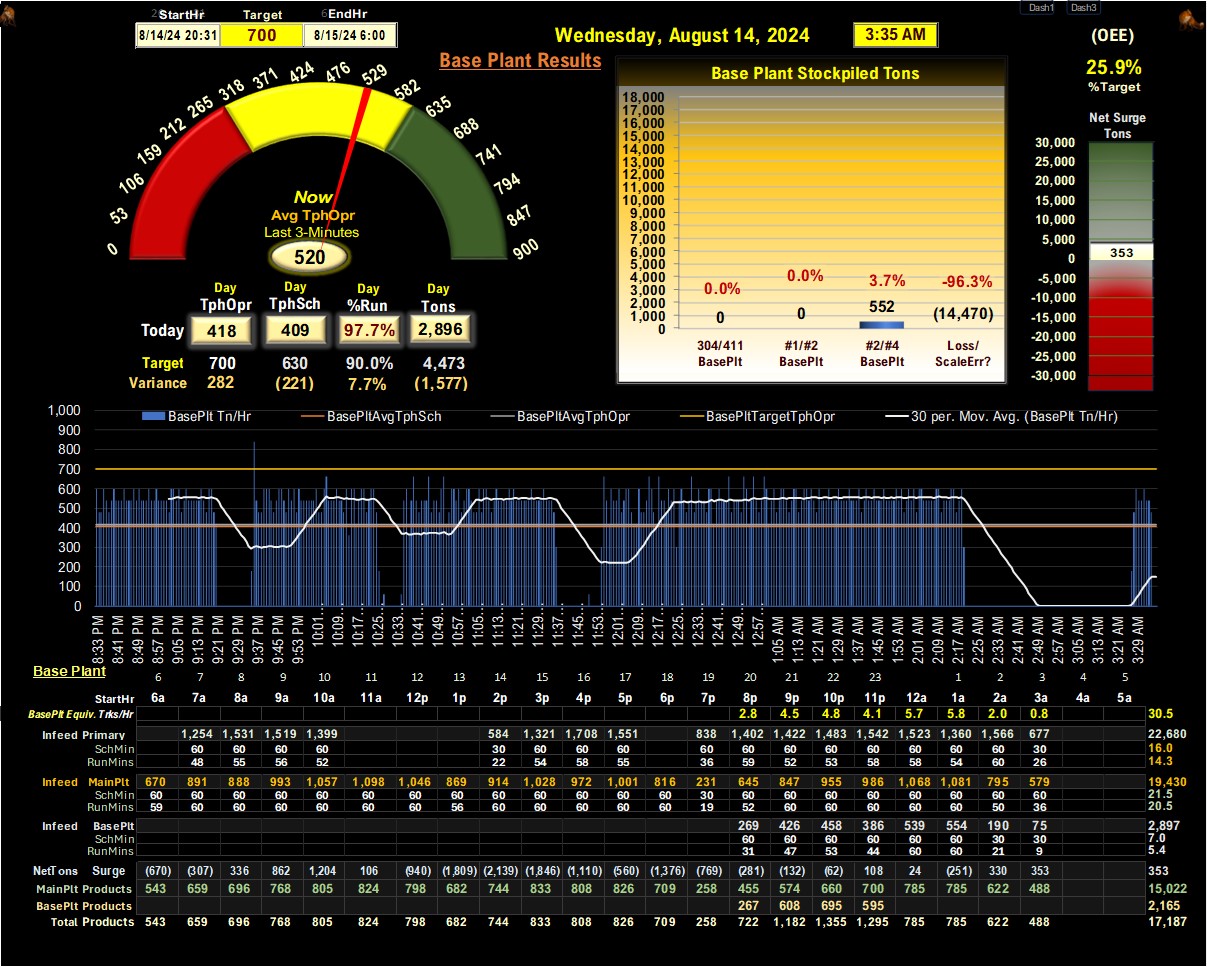 Dash1 Dash3
StartHr Target EndHr
8/14/24 20:31 700 8/15/24 6:00
Wednesday, August 14, 2024 3:35 AM
(OEE)
25.9%
%Target
Base Plant Results
0 53 106 159 212 265 318 371 424 476 529 582 635 688 741 794 847 900
Now
Avg TphOpr
Last 3-Minutes
520
Day Day Day Day
TphOpr TphSch %Run Tons
Today 418 409 97.7% 2,896
Target 700 630 90.0% 4,473
Variance 282 (221) 7.7% (1,577)
Base Plant Stockpiled Tons
18,000
17,000
16,000
15,000
14,000
13,000
12,000
11,000
10,000
9,000
8,000
7,000
6,000
5,000
4,000
3,000
2,000
1,000
0
0.0% 0.0% 3.7% -96.3%
0 0 552 (14,470)
304/411 #1/#2 #2/#4 Loss/
BasePlt BasePlt BasePlt ScaleErr?
Net Surge
Tons
30,000
25,000
20,000
15,000
10,000
5,000
0
-5,000
-10,000
-15,000
-20,000
-25,000
-30,000
353
BasePlt Tn/Hr BasePltAvgTphSch BasePltAvgTphOpr BasePltTargetTphOpr 30 per. Mov. Avg. (BasePlt Tn/Hr)
1,000
900
800
700
600
500
400
300
200
100
0
8:33 PM 8:41 PM 8:49 PM 8:57 PM 9:05 PM 9:13 PM 9:21 PM 9:29 PM 9:37 PM 9:45 PM 9:53 PM 10:01… 10:09… 10:17… 10:25… 10:33… 10:41… 10:49… 10:57… 11:05… 11:13… 11:21… 11:29… 11:37… 11:45… 11:53… 12:01… 12:09… 12:17… 12:25… 12:33… 12:41… 12:49… 12:57… 1:05 AM 1:13 AM 1:21 AM 1:29 AM 1:37 AM 1:45 AM 1:53 AM 2:01 AM 2:09 AM 2:17 AM 2:25 AM 2:33 AM 2:41 AM 2:49 AM 2:57 AM 3:05 AM 3:13 AM 3:21 AM 3:29 AM
Base Plant
6 7 8 9 10 11 12 13 14 15 16 17 18 19 20 21 22 23 1 2 3 4 5
StartHr 6a 7a 8a 9a 10a 11a 12p 1p 2p 3p 4p 5p 6p 7p 8p 9p 10p 11p 12a 1a 2a 3a 4a 5a
BasePlt Equiv. Trks/Hr 2.8 4.5 4.8 4.1 5.7 5.8 2.0 0.8 30.5
Infeed Primary 1,254 1,531 1,519 1,399 584 1,321 1,708 1,551 838 1,402 1,422 1,483 1,542 1,523 1,360 1,566 677 22,680
SchMin 60 60 60 60 30 60 60 60 60 60 60 60 60 60 60 60 30 16.0
RunMins 48 55 56 52 22 54 58 55 36 59 52 53 58 58 54 60 26 14.3
Infeed MainPlt 670 891 888 993 1,057 1,098 1,046 869 914 1,028 972 1,001 816 231 645 847 955 986 1,068 1,081 795 579 19,430
SchMin 60 60 60 60 60 60 60 60 60 60 60 60 60 30 60 60 60 60 60 60 60 60 21.5
RunMins 59 60 60 60 60 60 60 56 60 60 60 60 60 19 52 60 60 60 60 60 50 36 20.5
Infeed BasePlt 269 426 458 386 539 554 190 75 2,897
SchMin 60 60 60 60 60 60 30 30 7.0
RunMins 31 47 53 44 60 60 21 9 5.4
NetTons Surge (670) (307) 336 862 1,204 106 (940) (1,809) (2,139) (1,846) (1,110) (560) (1,376) (769) (281) (132) (62) 108 24 (251) 330 353 353
MainPlt Products 543 659 696 768 805 824 798 682 744 833 808 826 709 258 455 574 660 700 785 785 622 488 15,022
BasePlt Products 267 608 695 595 2,165
Total Products 543 659 696 768 805 824 798 682 744 833 808 826 709 258 722 1,182 1,355 1,295 785 785 622 488 17,187